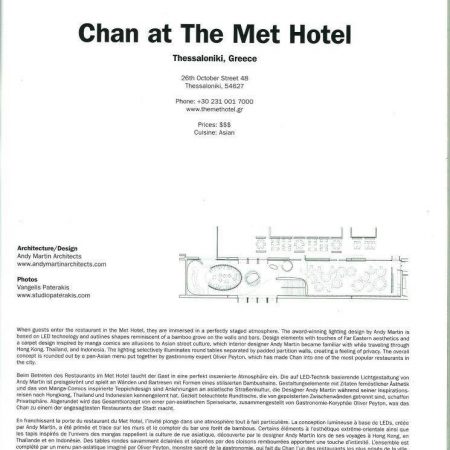 Chan at The Met Hotel
Thessaloniki, Greece
26th October Street 48
Thessaloniki, 54627
Phone: +30 231 001 7000
www.themethotel.gr
Prices: $$$
Cuisine: Asian
Architecture/Design
Andy Martin Architects
www.andymartinarchitects.com
Photos
Vangelis Paterakis
www.studiopaterakis.com
When guests enter the restaurant in the Met Hotel, they are immersed in a perfectly staged atmosphere. The award-winning lighting design by Andy Martin is
based on LED technology and outlines shapes reminiscent of a bamboo grove on the walls and bars. Design elements with touches of Far Eastern aesthetics and
a carpet design inspired by manga comics are allusions to Asian street culture, which interior designer Andy Martin became familiar with while traveling through
Hong Kong, Thailand, and Indonesia. The lighting selectively illuminates round tables separated by padded partition walls, creating a feeling of privacy. The overall
concept is rounded out by a pan-Asian menu put together by gastronomy expert Oliver Peyton, which has made Chan into one of the most popular restaurants in
the city.
Beim Betreten des Restaurants im Met Hotel taucht der Gast in eine perfekt inszenierte Atmosphäre ein. Die auf LED-Technik basierende Lichtgestaltung von
Andy Martin ist preisgekrönt und spielt an Wänden und Bartresen mit Formen eines stilisierten Bambushains. Gestaltungselemente mit Zitaten fernöstlicher Ästhetik
und das von Manga-Comics inspirierte Teppichdesign sind Anlehnungen an asiatische Straßenkultur, die Designer Andy Martin während seiner inspirierenden
reisen nach Hongkong, Thailand und Indonesien kennengelernt hat. Gezielt beleuchtete Rundtische, die von gepolsterten Zwischenwänden getrennt sind, schaffen
Privatsphäre. Abgerundet wird das Gesamtkonzept von einer pan-asiatischen Speisekarte, zusammengestellt von Gastronomie-Koryphäe Oliver Peyton, was das
Chan zu einem der angesagtesten Restaurants der Stadt macht.
En franchissant le porte du restaurant du Met Hotel, l'invité plonge dans une atmosphère tout à fait particulière. La conception lumineuse à base de LEDs, créée
par Andy Martin, a été primée et trace sur les murs et le comptoir du bar une forêt de bambous. Certains éléments à l'esthétique extrême-orientale ainsi que
les tapis inspirés de l'univers des mangas rappellent la culture de rue asiatique, découverte par le designer Andy Martin lors de ses voyages à Hong Kong, en
Thaïlande et en Indonésie. Des tables rondes savamment éclairées et séparées par des cloisons rembourrées apportent un peu d'intimité. L'ensemble est
complété par un menu pan-asiatique imaginé par Oliver Peyton, monstre sacré de la gastronomie, qui fait du Chan l'un des restaurants les plus prisés de la ville.